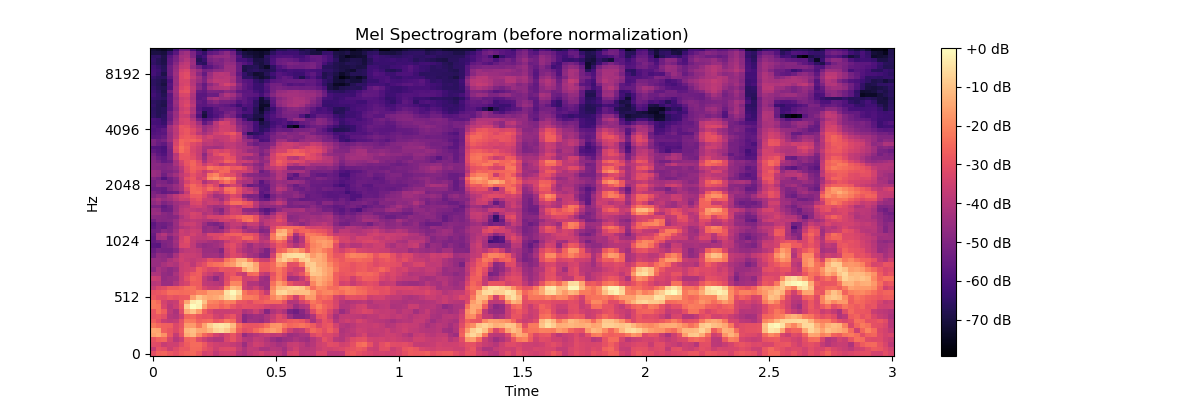 Mel Spectrogram (before normalization)
+0 dB
8192
-10 dB
4096
-20 dB
-30 dB
2048
Hz
-40 dB
1024
-50 dB
-60 dB
512
-70 dB
0
0 0.5 1 1.5 2 2.5 3
Time